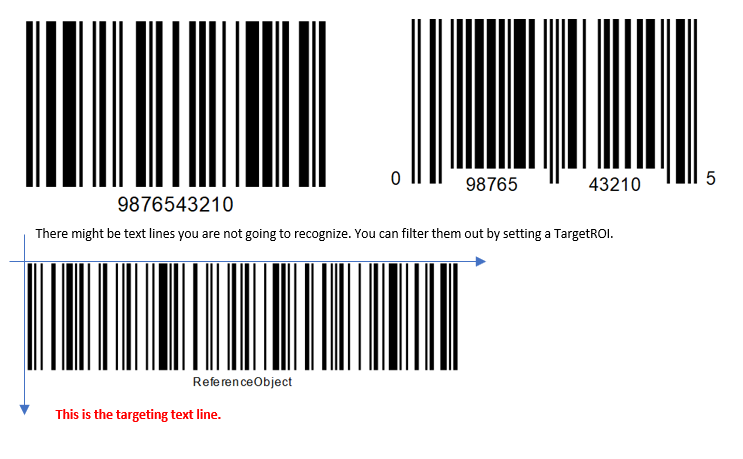 0 98765 43210 5
9876543210
There might be text lines you are not going to recognize. You can filter them out by setting a TargetROI.
ReferenceObject
This is the targeting text line.